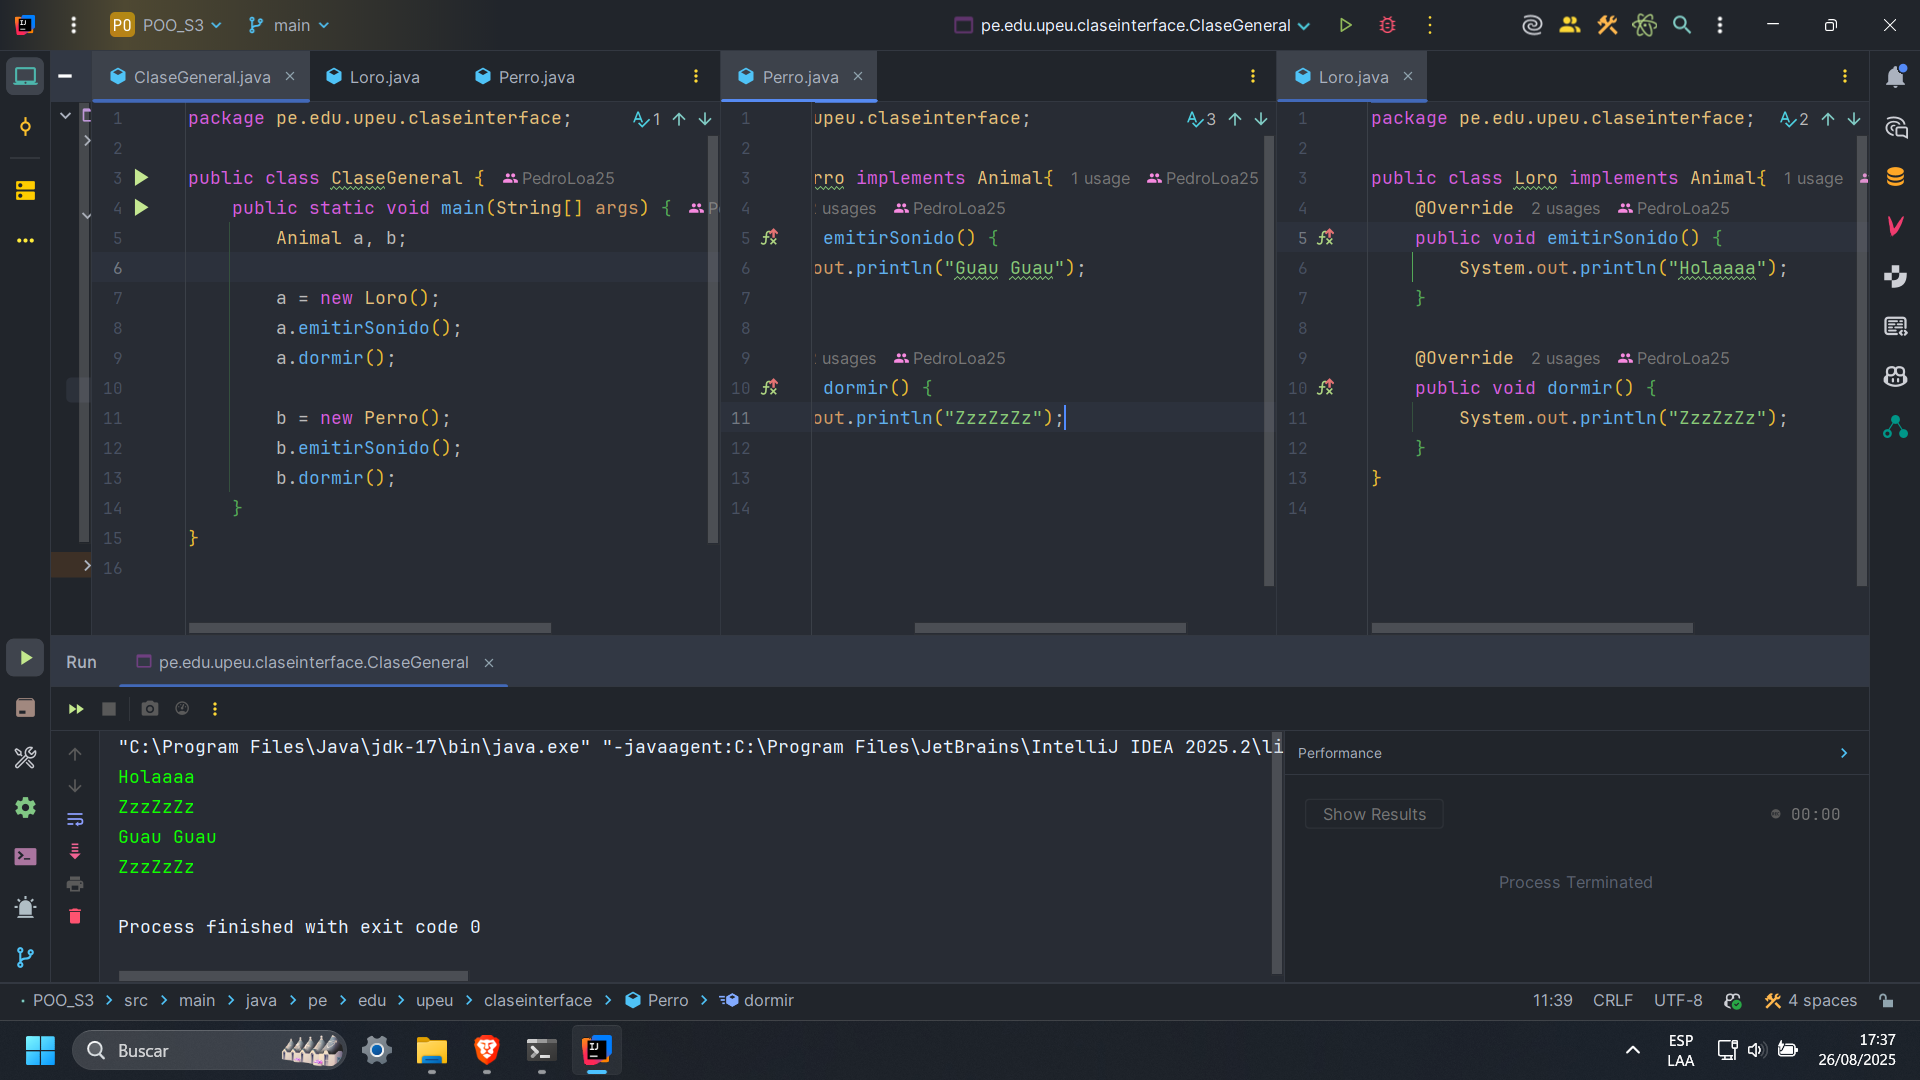 PO POO_S3 main pe.edu.upeu.claseinterface.ClaseGeneral
ClaseGeneral.java Loro.java Perro.java
1 package pe.edu.upeu.claseinterface; 1
2
3 public class ClaseGeneral { PedroLoa25
4 public static void main(String[] args) { P
5 Animal a, b;
6
7 a = new Loro();
8 a.emitirSonido();
9 a.dormir();
10
11 b = new Perro();
12 b.emitirSonido();
13 b.dormir();
14 }
15 }
16
Perro.java
1 upeu.claseinterface; 3
2
3 rro implements Animal{ 1 usage PedroLoa25
4 usages PedroLoa25
5 emitirSonido() {
6 out.println("Guau Guau");
7
8
9 usages PedroLoa25
10 dormir() {
11 out.println("ZzzZzZz");
12
13
14
Loro.java
1 package pe.edu.upeu.claseinterface; 2
2
3 public class Loro implements Animal{ 1 usage
4 @Override 2 usages PedroLoa25
5 public void emitirSonido() {
6 System.out.println("Holaaaa");
7 }
8
9 @Override 2 usages PedroLoa25
10 public void dormir() {
11 System.out.println("ZzzZzZz");
12 }
13 }
14
Run pe.edu.upeu.claseinterface.ClaseGeneral
"C:\Program Files\Java\jdk-17\bin\java.exe" "-javaagent:C:\Program Files\JetBrains\IntelliJ IDEA 2025.2\li
Holaaaa
ZzzZzZz
Guau Guau
ZzzZzZz
Process finished with exit code 0
Performance
Show Results 00:00
Process Terminated
POO_S3 > src > main > java > pe > edu > upeu > claseinterface > Perro > dormir 11:39 CRLF UTF-8 4 spaces
Buscar
ESP
LAA
17:37
26/08/2025